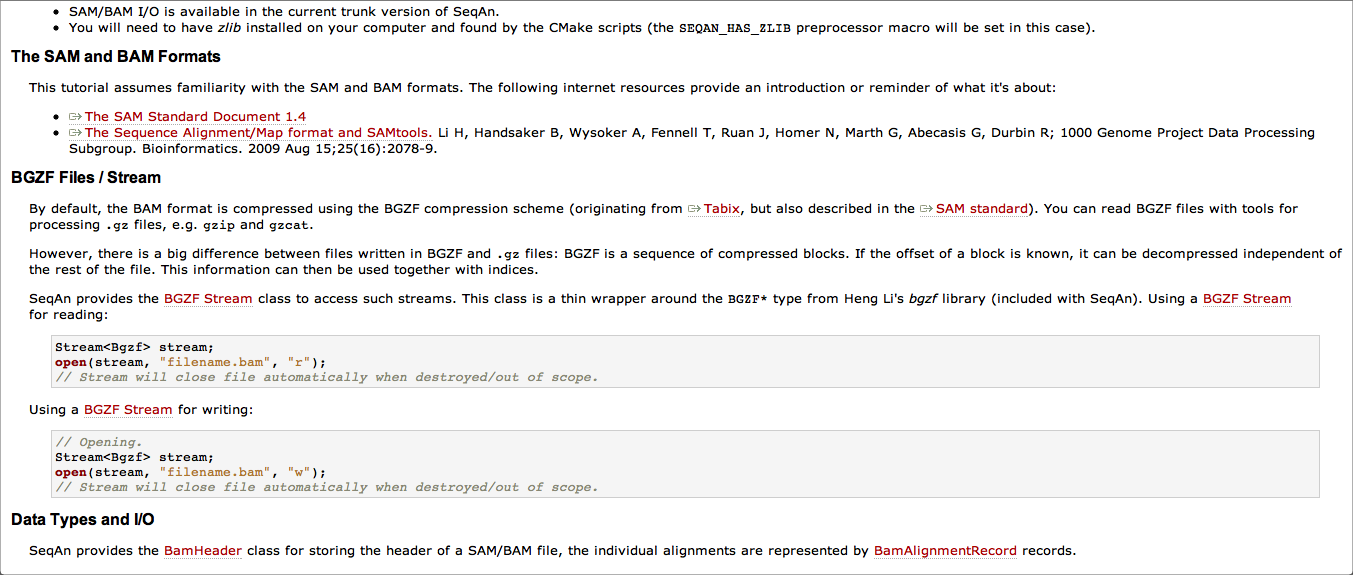 • SAM/BAM I/O is available in the current trunk version of SeqAn.
• You will need to have zlib installed on your computer and found by the CMake scripts (the SEQAN_HAS_ZLIB preprocessor macro will be set in this case).
The SAM and BAM Formats
This tutorial assumes familiarity with the SAM and BAM formats. The following internet resources provide an introduction or reminder of what it's about:
• The SAM Standard Document 1.4
• The Sequence Alignment/Map format and SAMtools. Li H, Handsaker B, Wysoker A, Fennell T, Ruan J, Homer N, Marth G, Abecasis G, Durbin R; 1000 Genome Project Data Processing
Subgroup. Bioinformatics. 2009 Aug 15;25(16):2078-9.
BGZF Files / Stream
By default, the BAM format is compressed using the BGZF compression scheme (originating from Tabix, but also described in the SAM standard). You can read BGZF files with tools for
processing .gz files, e.g. gzip and gzcat.
However, there is a big difference between files written in BGZF and .gz files: BGZF is a sequence of compressed blocks. If the offset of a block is known, it can be decompressed independent of
the rest of the file. This information can then be used together with indices.
SeqAn provides the BGZF Stream class to access such streams. This class is a thin wrapper around the BGZF* type from Heng Li's bgzf library (included with SeqAn). Using a BGZF Stream
for reading:
Stream<Bgzf> stream;
open(stream, "filename.bam", "r");
// Stream will close file automatically when destroyed/out of scope.
Using a BGZF Stream for writing:
// Opening.
Stream<Bgzf> stream;
open(stream, "filename.bam", "w");
// Stream will close file automatically when destroyed/out of scope.
Data Types and I/O
SeqAn provides the BamHeader class for storing the header of a SAM/BAM file, the individual alignments are represented by BamAlignmentRecord records.